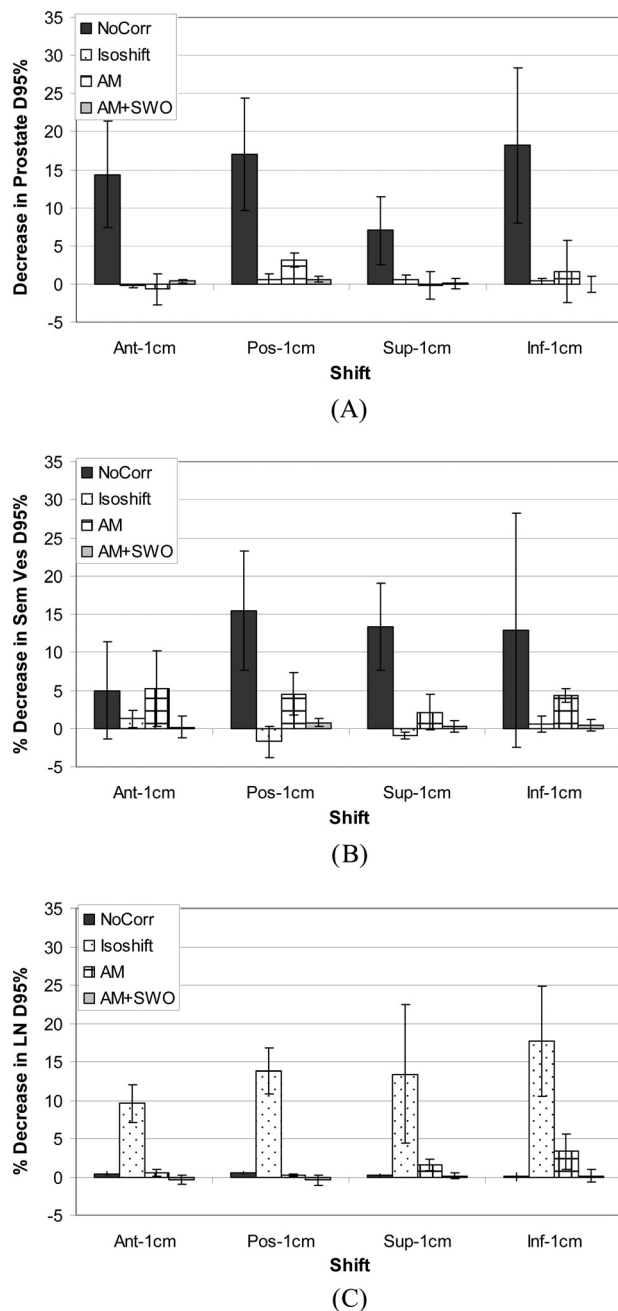 35
30
25
20
15
10
5
0
-5
Decrease in Prostate D95%
NoCorr
Isoshift
AM
AM+SWO
Ant-1cm Pos-1cm Sup-1cm Inf-1cm
Shift
(A)
35
30
25
20
15
10
5
0
-5
% Decrease in Sem Ves D95%
NoCorr
Isoshift
AM
AM+SWO
Ant-1cm Pos-1cm Sup-1cm Inf-1cm
Shift
(B)
35
30
25
20
15
10
5
0
-5
% Decrease in LN D95%
NoCorr
Isoshift
AM
AM+SWO
Ant-1cm Pos-1cm Sup-1cm Inf-1cm
Shift
(C)